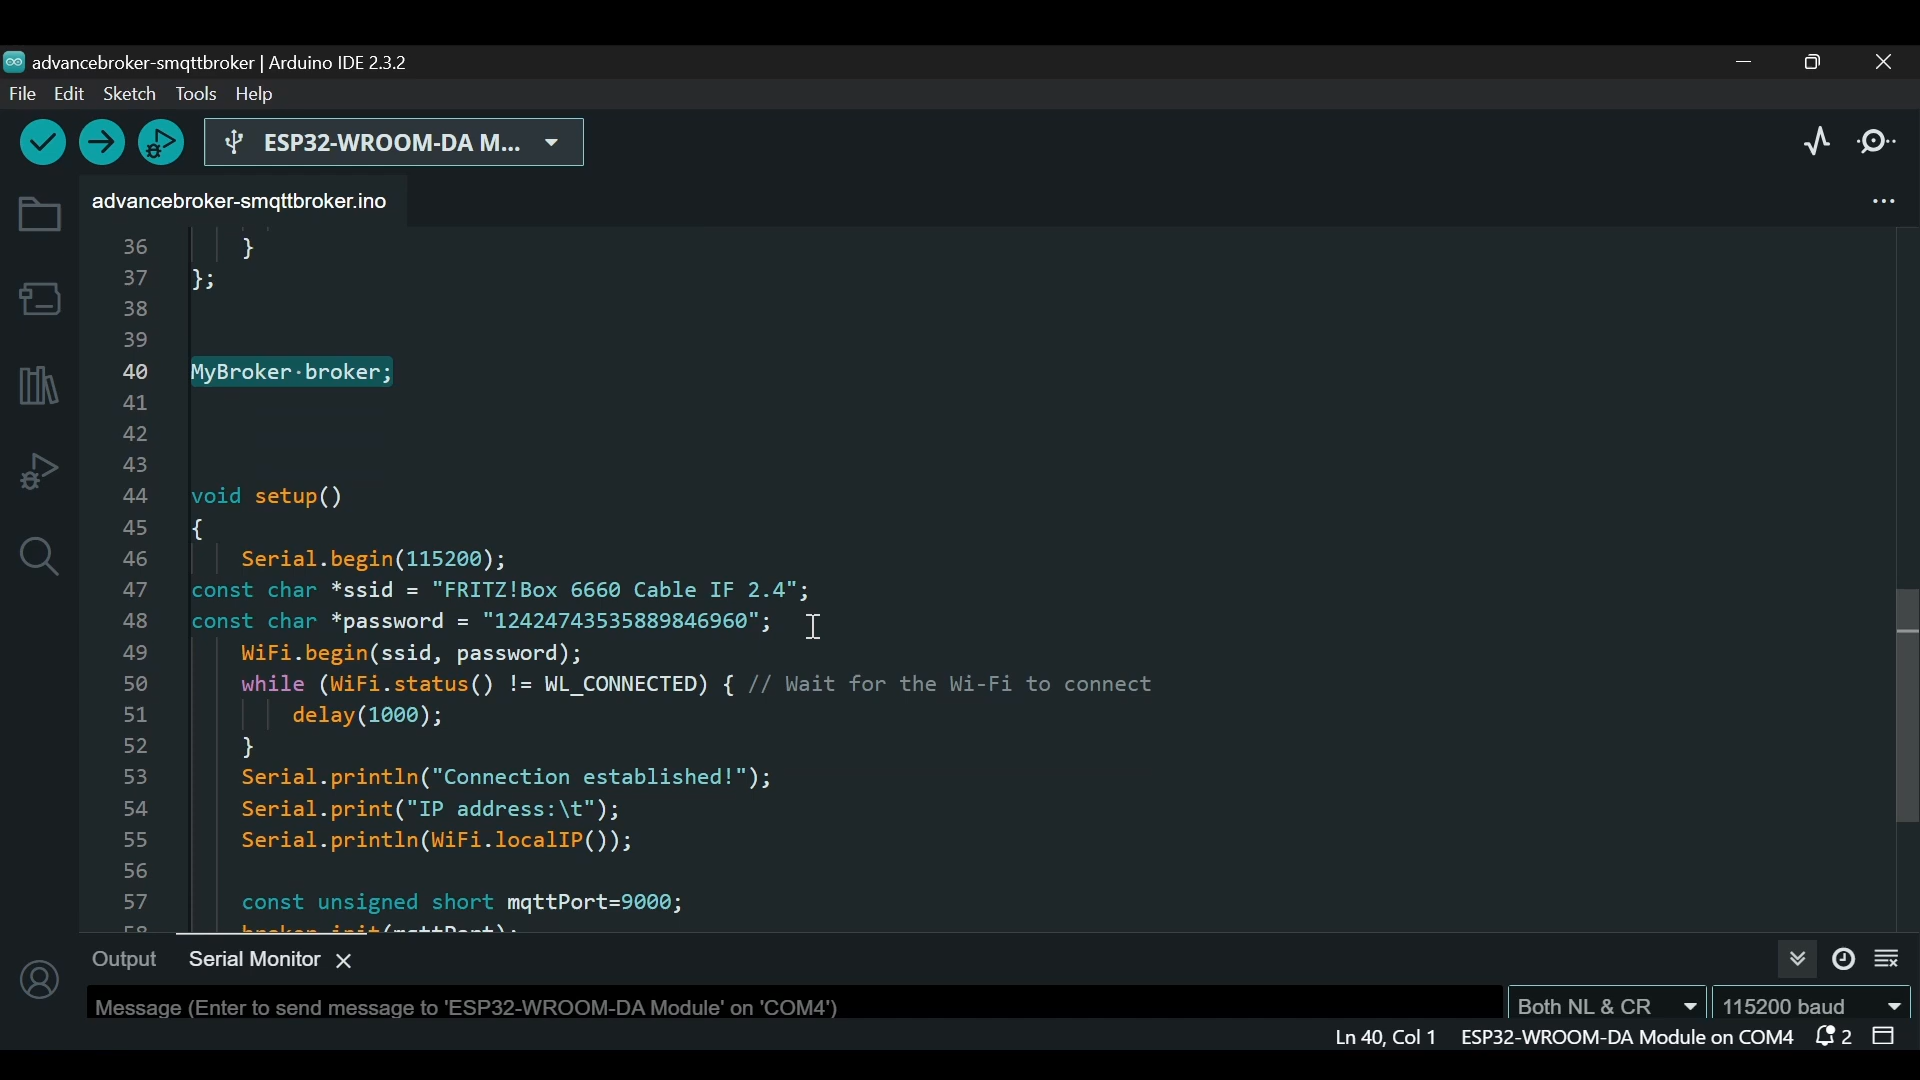 advancebroker-smqttbroker | Arduino IDE 2.3.2
File Edit Sketch Tools Help
ESP32-WROOM-DA M...
advancebroker-smqttbroker.ino
36 }
37 };
38
39
40 MyBroker·broker;
41
42
43
44 void setup()
45 {
46 Serial.begin(115200);
47 const char *ssid = "FRITZ!Box 6660 Cable IF 2.4";
48 const char *password = "12424743535889846960";
49 WiFi.begin(ssid, password);
50 while (WiFi.status() != WL_CONNECTED) { // Wait for the Wi-Fi to connect
51 delay(1000);
52 }
53 Serial.println("Connection established!");
54 Serial.print("IP address:\t");
55 Serial.println(WiFi.localIP());
56
57 const unsigned short mqttPort=9000;
58 broker.init(mqttPort);
Output Serial Monitor
Message (Enter to send message to 'ESP32-WROOM-DA Module' on 'COM4') Both NL & CR 115200 baud
Ln 40, Col 1 ESP32-WROOM-DA Module on COM4 2